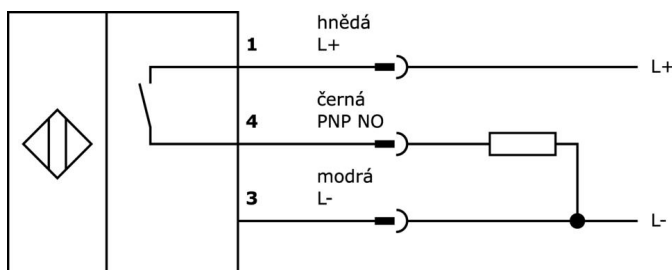 hnědá
1 L+
L+
černá
4 PNP NO
modrá
3 L-
L-